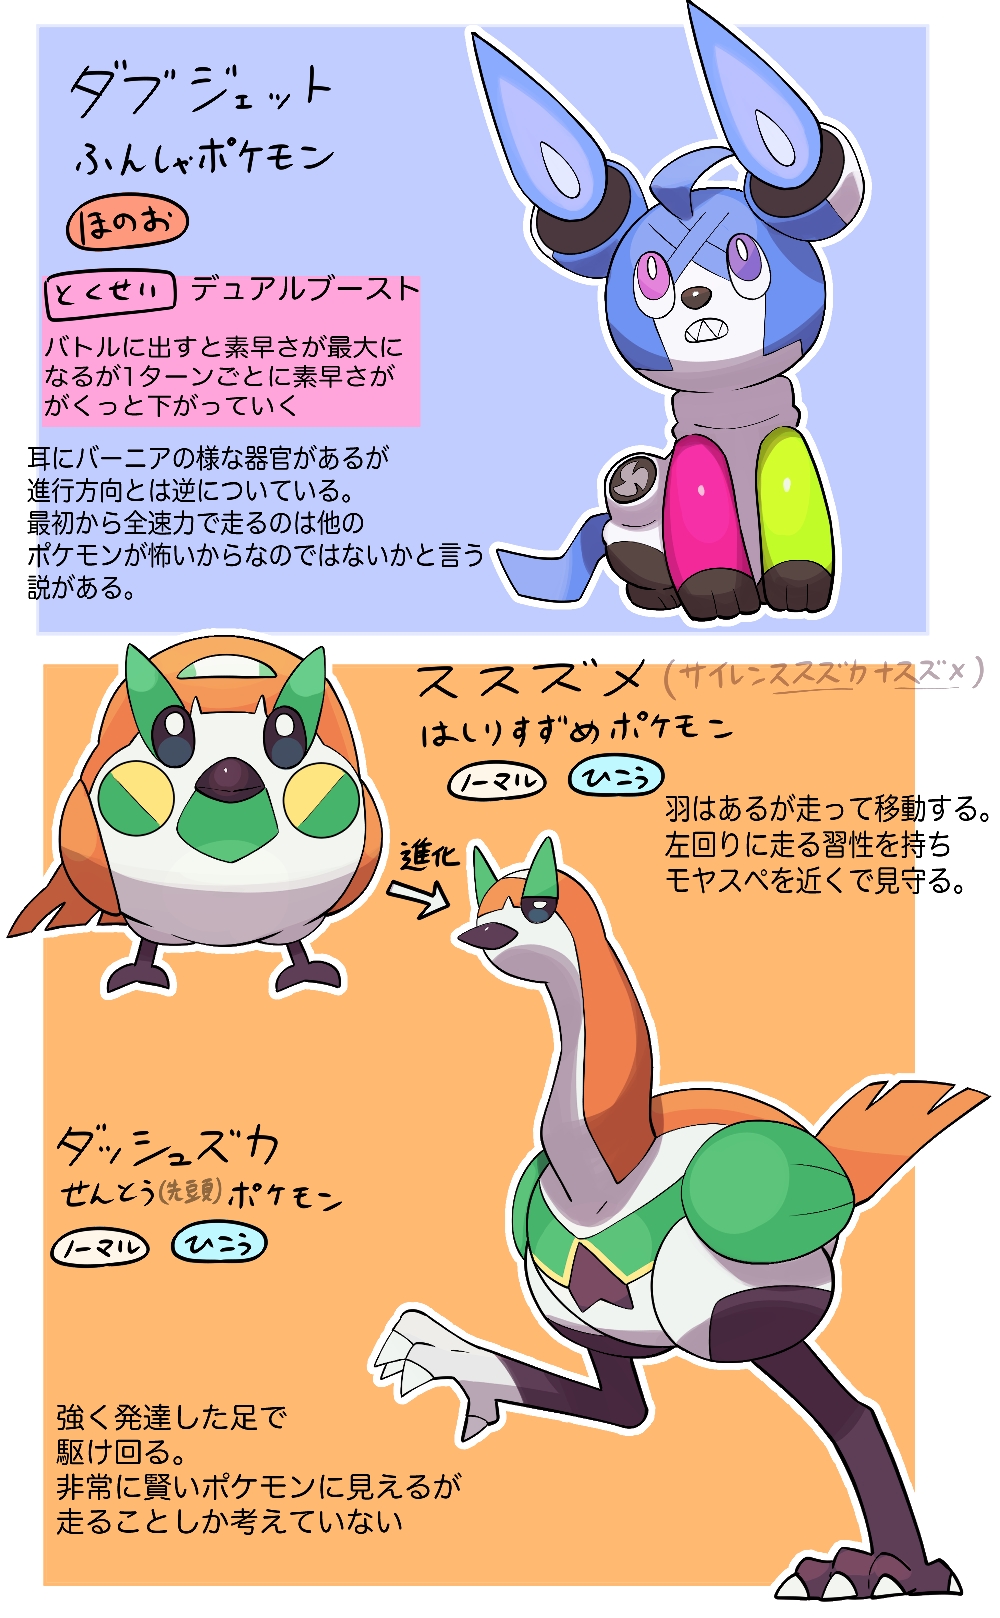 ダブジェット
ふんしゃポケモン
ほのお
とくせい デュアルブースト
バトルに出すと素早さが最大に
なるが1ターンごとに素早さが
がくっと下がっていく
耳にバーニアの様な器官があるが
進行方向とは逆についている。
最初から全速力で走るのは他の
ポケモンが怖いからなのではないかと言う
説がある。
ススズメ (サイレンススズカ+スズメ)
はしりすずめポケモン
ノーマル ひこう
羽はあるが走って移動する。
左回りに走る習性を持ち
モヤスペを近くで見守る。
進化
ダッシュズカ
せんとう(先頭)ポケモン
ノーマル ひこう
強く発達した足で
駆け回る。
非常に賢いポケモンに見えるが
走ることしか考えていない